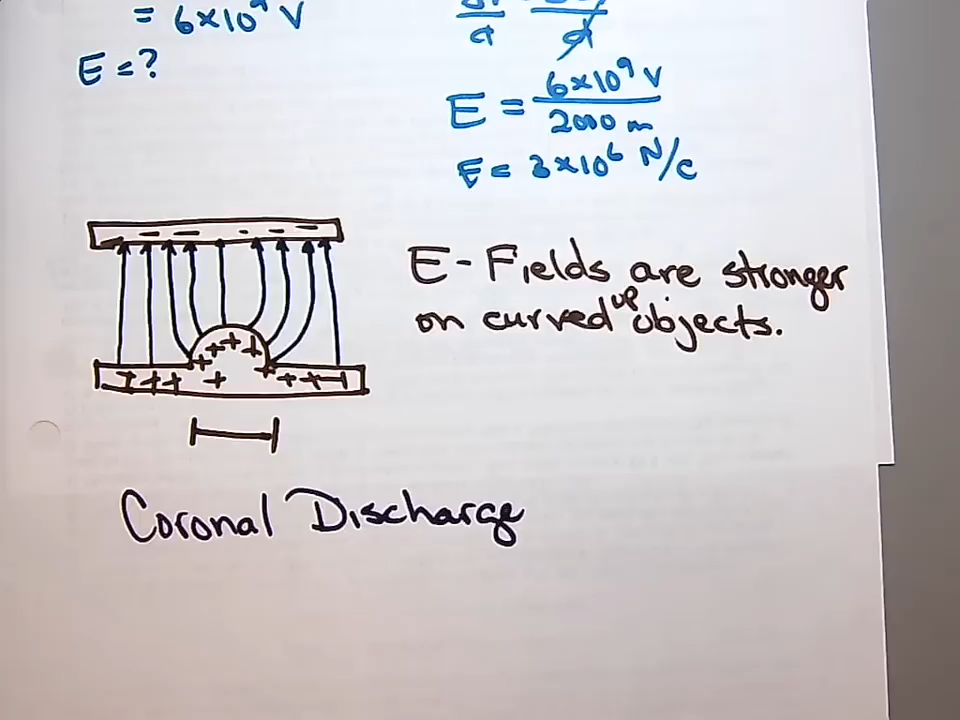 = 6×10⁹ V
E = ?
E = 6×10⁹ V
2000 m
E = 3×10⁶ N/C
E-Fields are stronger
on curved up objects.
Coronal Discharge